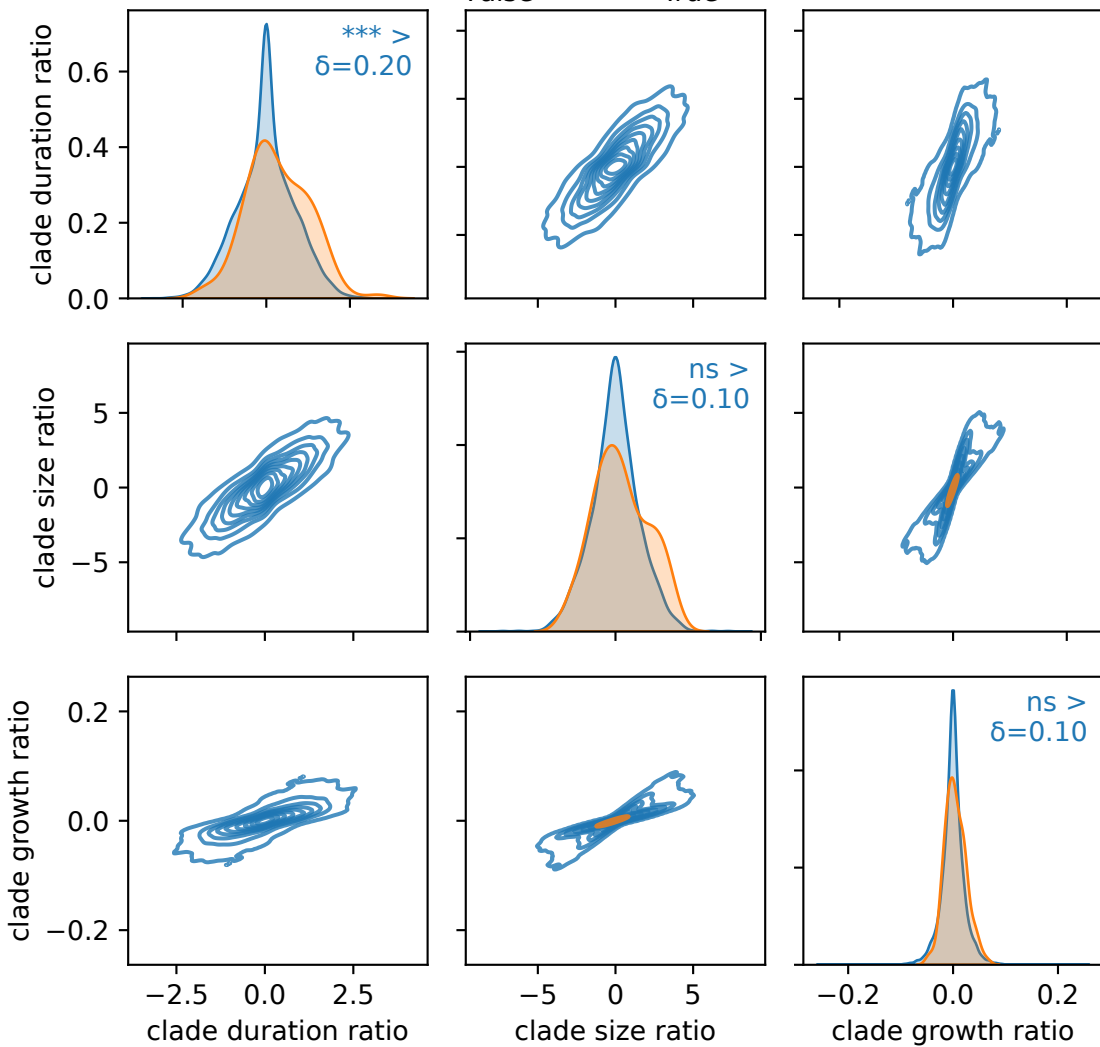 clade duration ratio
0.6
0.4
0.2
0.0
*** >
δ=0.20
clade size ratio
5
0
−5
ns >
δ=0.10
clade growth ratio
0.2
0.0
−0.2
ns >
δ=0.10
−2.5 0.0 2.5
−5 0 5
−0.2 0.0 0.2
clade duration ratio
clade size ratio
clade growth ratio